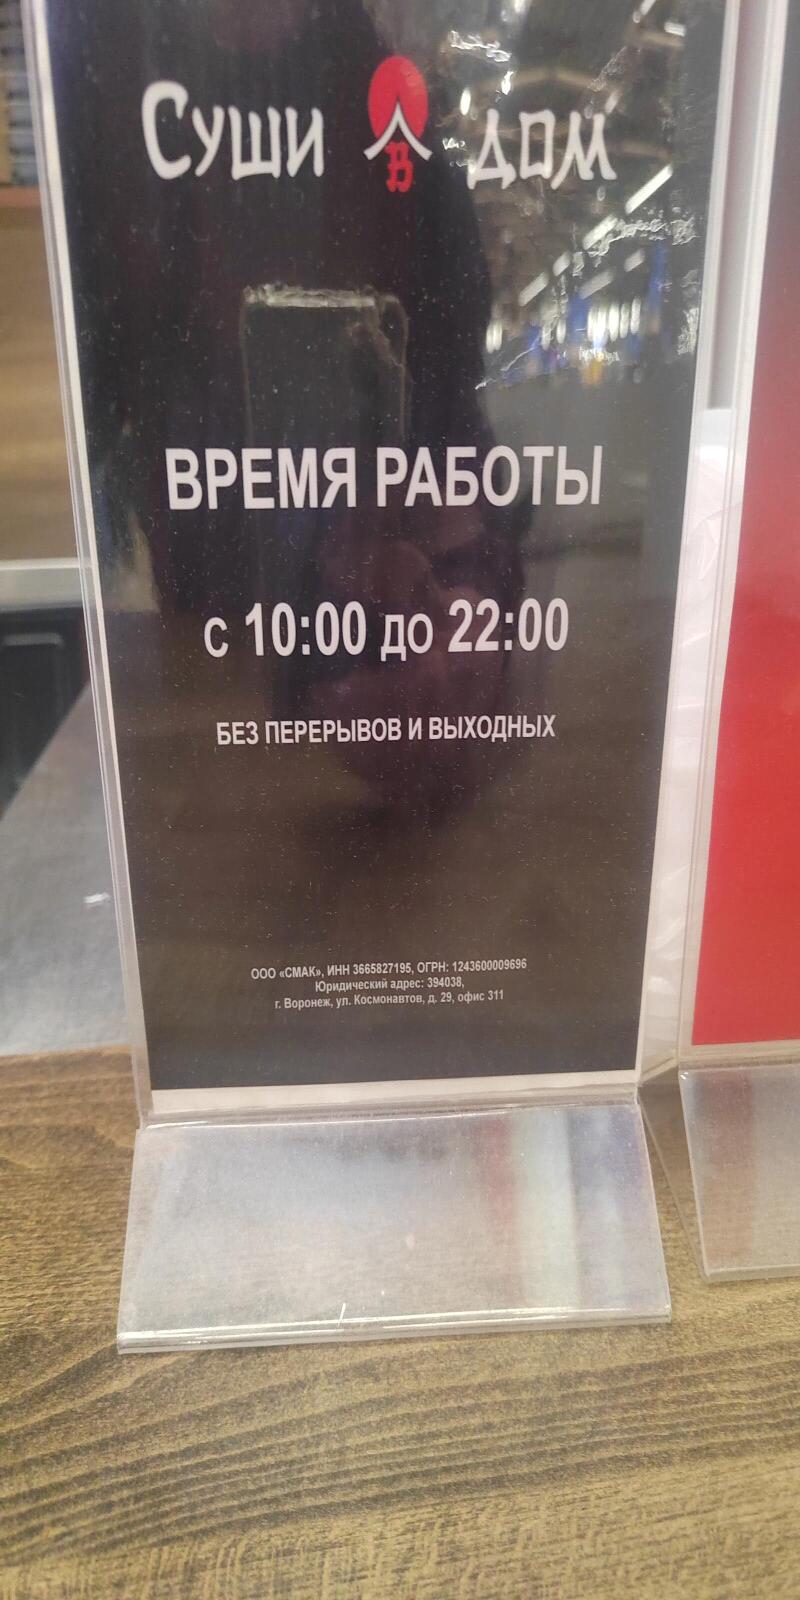 Суши в дом
ВРЕМЯ РАБОТЫ
с 10:00 до 22:00
БЕЗ ПЕРЕРЫВОВ И ВЫХОДНЫХ
ООО «СМАК», ИНН 3665827195, ОГРН: 1243600009696
Юридический адрес: 394038,
г. Воронеж, ул. Космонавтов, д. 29, офис 311